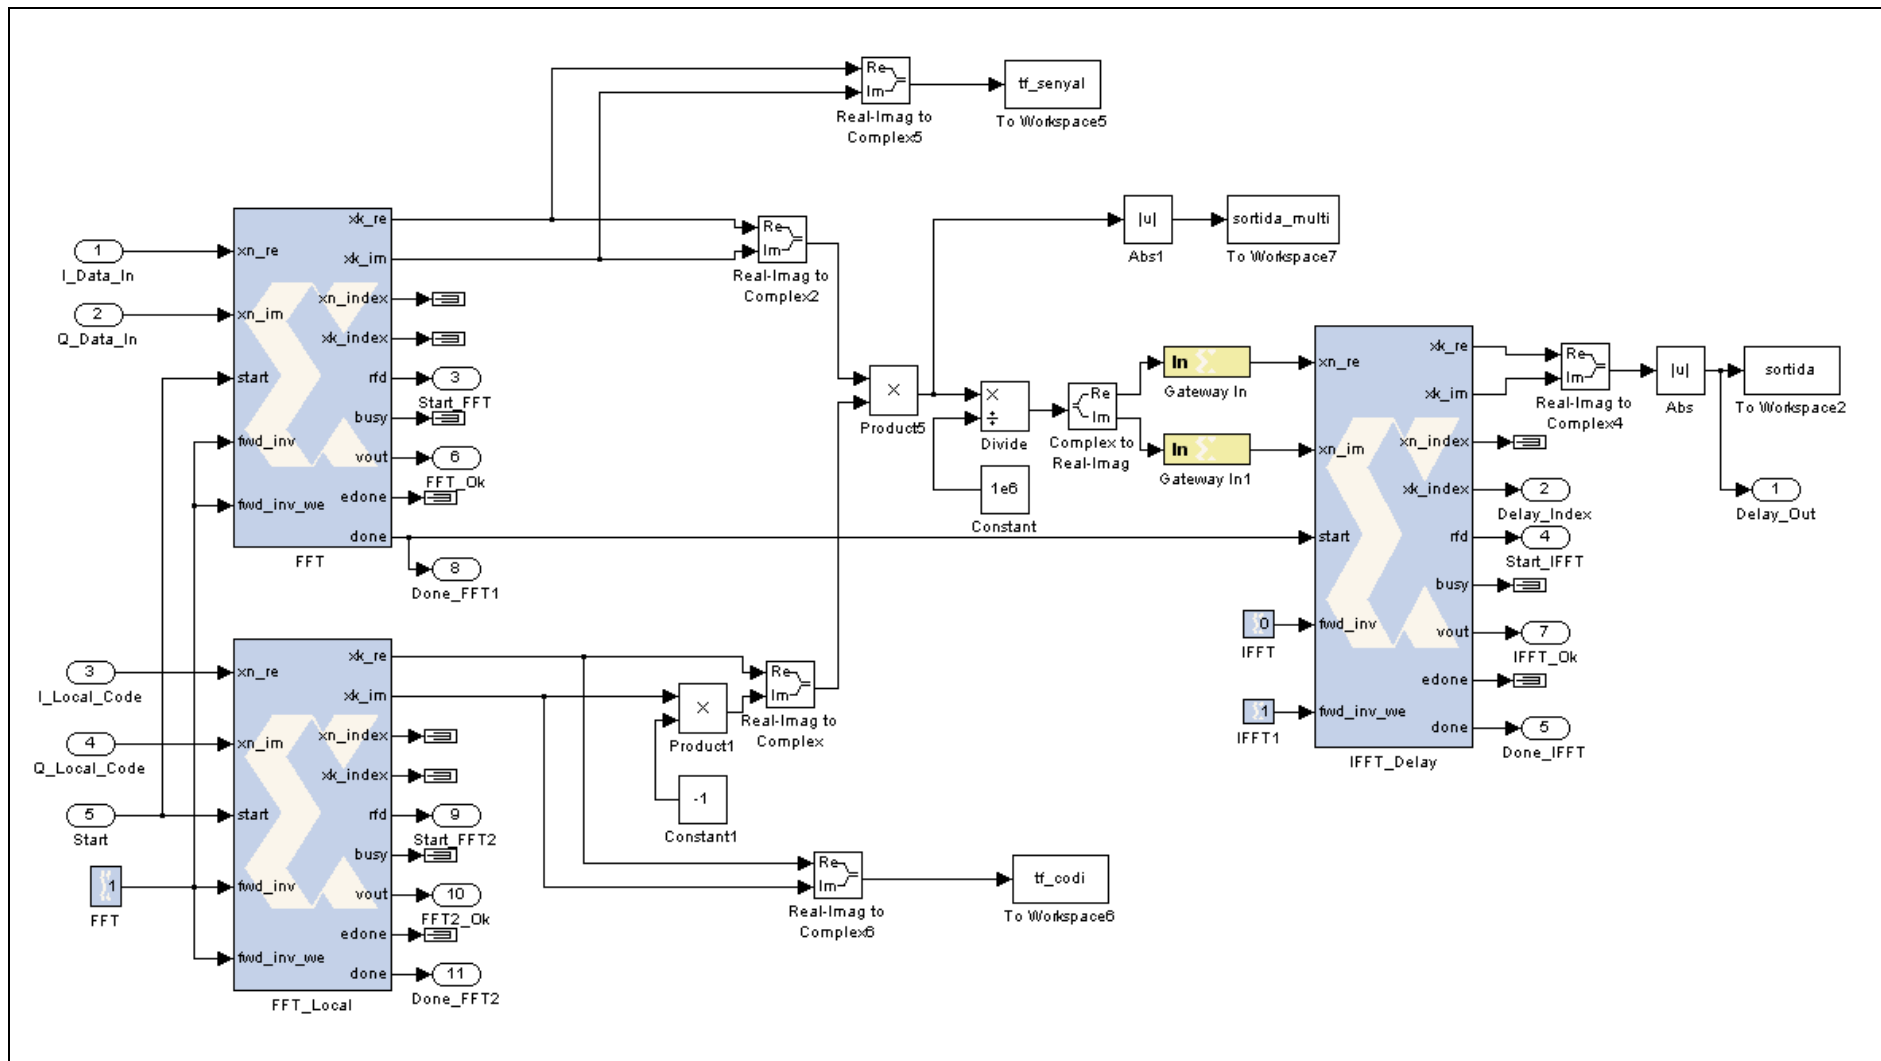 Re
Im
Real-Imag to
Complex5
tf_senyal
To Workspace5
1
I_Data_In
2
Q_Data_In
xn_re
xn_im
start
fwd_inv
fwd_inv_we
xk_re
xk_im
xn_index
xk_index
rfd
busy
vout
edone
done
FFT
3
Start_FFT
6
FFT_Ok
8
Done_FFT1
Re
Im
Real-Imag to
Complex2
|u|
Abs1
sortida_multi
To Workspace7
×
Product5
×
÷
Divide
1e6
Constant
Re
Im
Complex to
Real-Imag
In
Gateway In
In
Gateway In1
xn_re
xn_im
start
fwd_inv
fwd_inv_we
xk_re
xk_im
xn_index
xk_index
rfd
busy
vout
edone
done
IFFT_Delay
0
IFFT
1
IFFT1
Re
Im
Real-Imag to
Complex4
|u|
Abs
sortida
To Workspace2
1
Delay_Out
2
Delay_Index
4
Start_IFFT
7
IFFT_Ok
5
Done_IFFT
3
I_Local_Code
4
Q_Local_Code
5
Start
1
FFT
xn_re
xn_im
start
fwd_inv
fwd_inv_we
xk_re
xk_im
xn_index
xk_index
rfd
busy
vout
edone
done
FFT_Local
9
Start_FFT2
10
FFT2_Ok
11
Done_FFT2
×
Product1
-1
Constant1
Re
Im
Real-Imag to
Complex
Re
Im
Real-Imag to
Complex6
tf_codi
To Workspace6